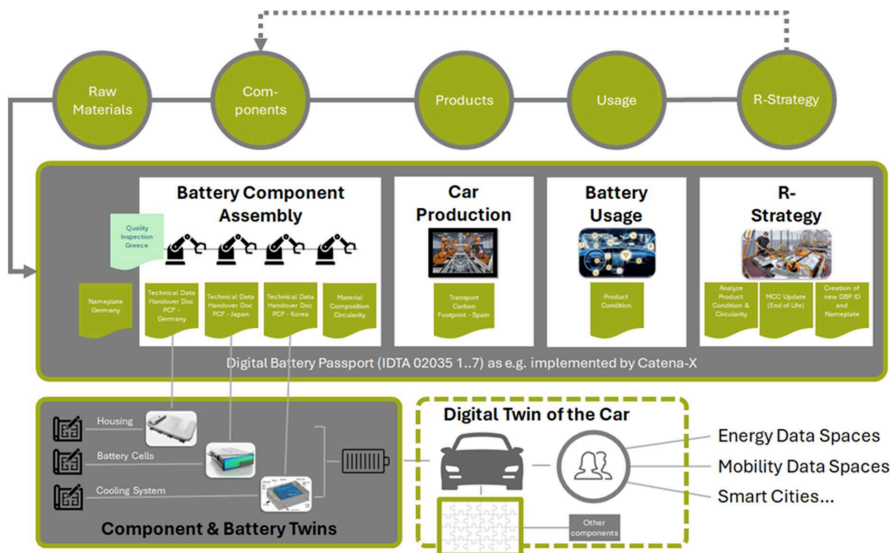 Raw
Materials
Com-
ponents
Products
Usage
R-Strategy
Battery Component
Assembly
Car
Production
Battery
Usage
R-
Strategy
Quality
Inspection
Greece
Nameplate
Germany
Technical Data
Handover Doc
PCF -
Germany
Technical Data
Handover Doc
PCF - Japan
Technical Data
Handover Doc
PCF - Korea
Material
Composition
Circularity
Transport
Carbon
Footprint - Spain
Product
Condition
Analyze
Product
Condition &
Circularity
MCC Update
(End of Life)
Creation of
new DBP ID
and
Nameplate
Digital Battery Passport (IDTA 02035 1..7) as e.g. implemented by Catena-X
Housing
Battery Cells
Cooling System
Component & Battery Twins
Digital Twin of the Car
Other
components
Energy Data Spaces
Mobility Data Spaces
Smart Cities...